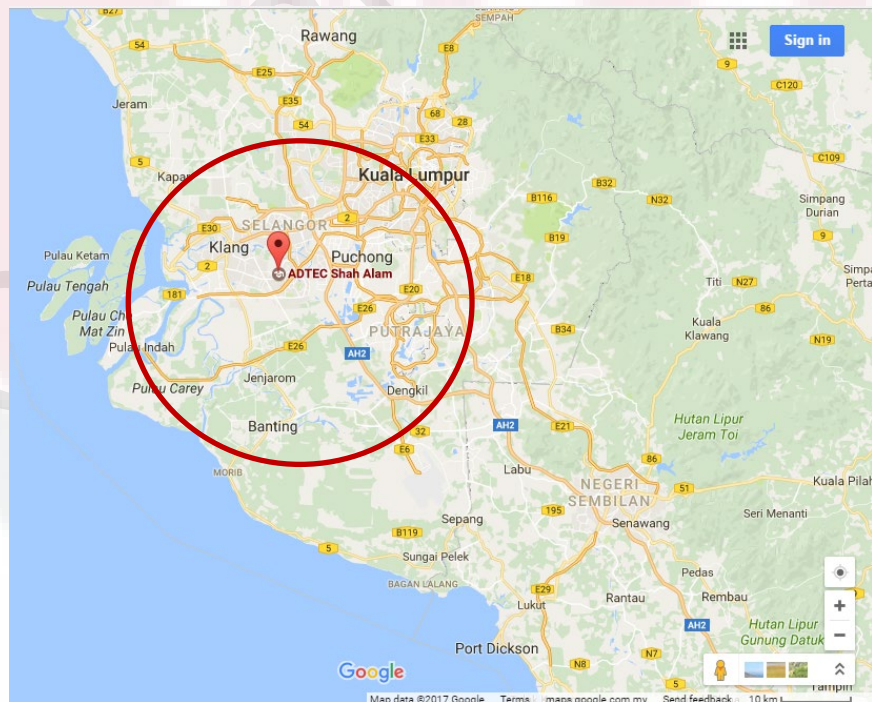 B27
SEMPAH
54
Rawang
E8
Sign in
9
E25
C120
Jeram
E35
68
54
28
E33
5
C109
Kapar
Kuala Lumpur
B32
B116
N32
Simpang
Durian
2
SELANGOR
E30
9
Klang
B19
Pulau Ketam
Puchong
2
ADTEC Shah Alam
E18
Titi
N27
Pulau Tengah
181
E20
E26
86
Mat Zin
PUTRAJAYA
Kuala
Klawang
B34
N19
Pulau Indah
E26
AH2
Jenjarom
Pulau Carey
Dengkil
Banting
AH2
E21
Hutan Lipur
Jeram Toi
32
E6
86
MORIB
Labu
NEGERI
SEMBILAN
51
Kuala Pilah
195
Seri Menanti
Sepang
Senawang
B119
5
Sungai Pelek
Pedas
BAGAN LALANG
E29
Rantau
Rembau
Lukut
AH2
Hutan Lipur
Gunung Datuk
Port Dickson
N7
N8
Google
5
Tampin
Map data ©2017 Google Terms maps.google.com.my Send feedback 10 km